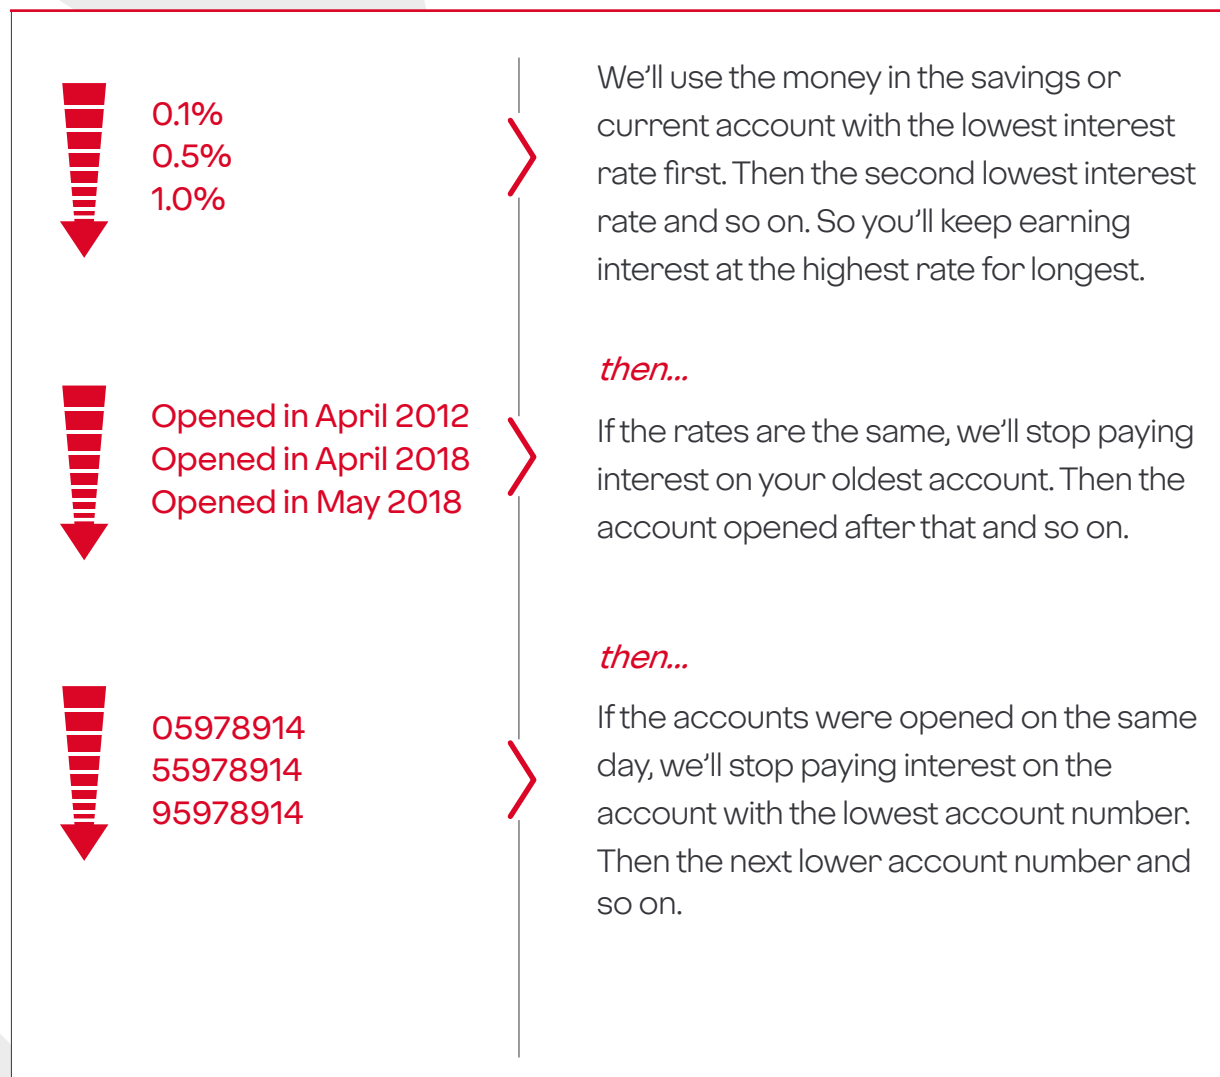 0.1%
0.5%
1.0%
We'll use the money in the savings or
current account with the lowest interest
rate first. Then the second lowest interest
rate and so on. So you'll keep earning
interest at the highest rate for longest.
then...
Opened in April 2012
Opened in April 2018
Opened in May 2018
If the rates are the same, we'll stop paying
interest on your oldest account. Then the
account opened after that and so on.
then...
05978914
55978914
95978914
If the accounts were opened on the same
day, we'll stop paying interest on the
account with the lowest account number.
Then the next lower account number and
so on.